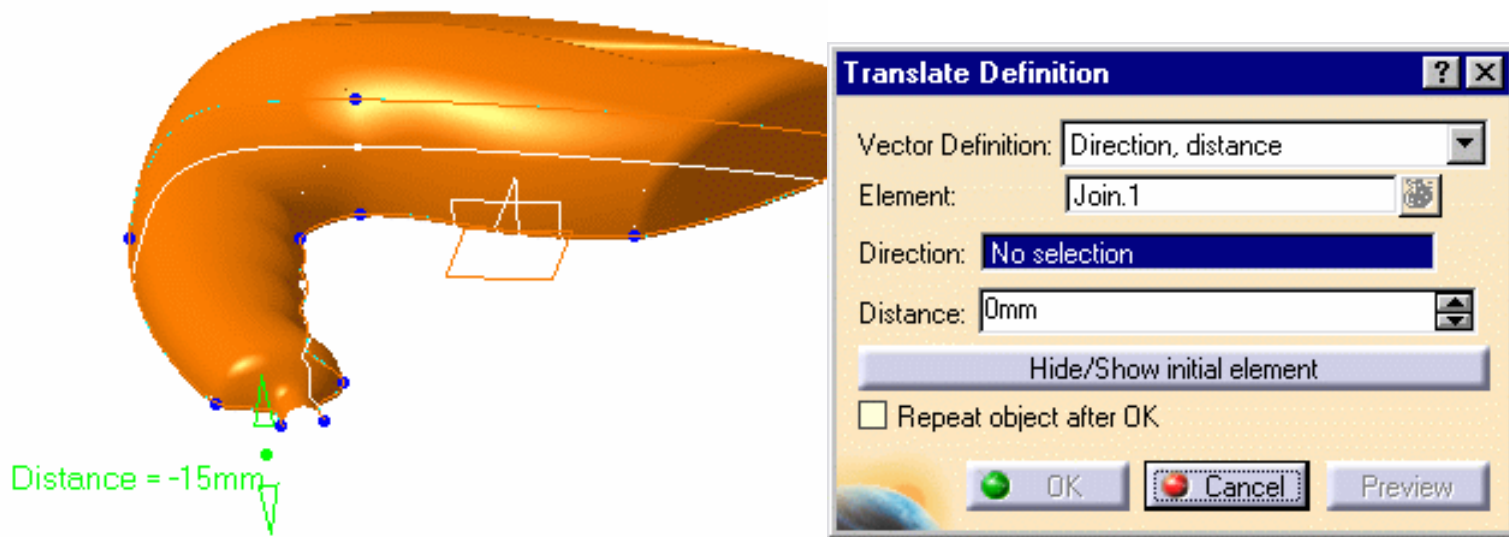 Distance = -15mm
Translate Definition
Vector Definition: Direction, distance
Element: Join.1
Direction: No selection
Distance: 0mm
Hide/Show initial element
Repeat object after OK
OK Cancel Preview